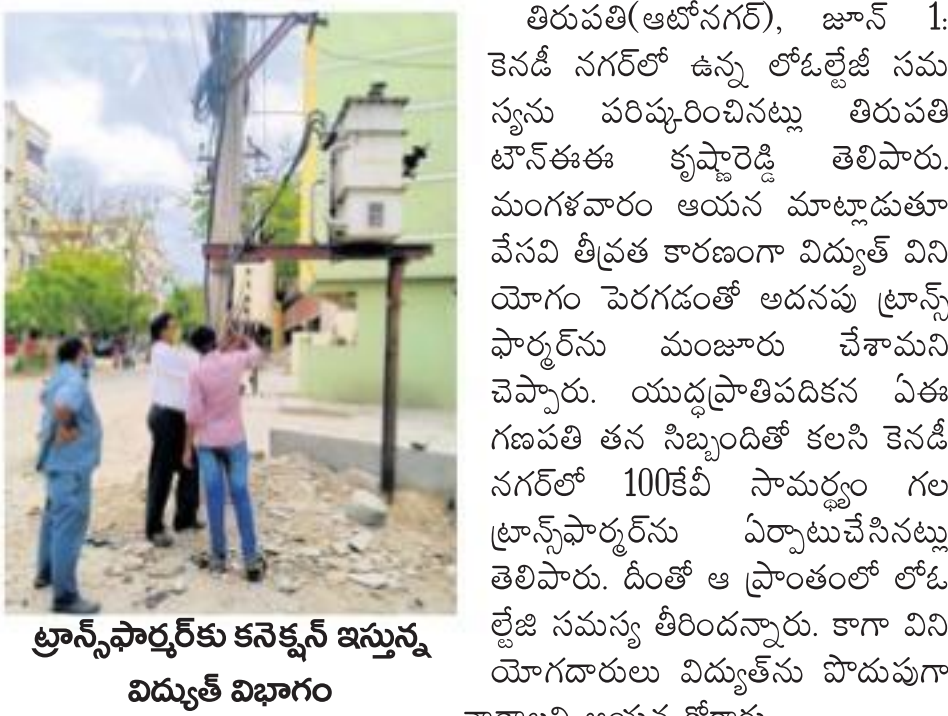 తిరుపతి(ఆటోనగర్), జూన్ 1:
కెనడీ నగర్‌లో ఉన్న లోఓల్టేజీ సమ
స్యను పరిష్కరించినట్లు తిరుపతి
టౌన్ఈఈ కృష్ణారెడ్డి తెలిపారు.
మంగళవారం ఆయన మాట్లాడుతూ
వేసవి తీవ్రత కారణంగా విద్యుత్ విని
యోగం పెరగడంతో అదనపు ట్రాన్స్
ఫార్మర్‌ను మంజూరు చేశామని
చెప్పారు. యుద్ధప్రాతిపదికన ఏఈ
గణపతి తన సిబ్బందితో కలసి కెనడీ
నగర్‌లో 100కేవీ సామర్థ్యం గల
ట్రాన్స్‌ఫార్మర్‌ను ఏర్పాటుచేసినట్లు
తెలిపారు. దీంతో ఆ ప్రాంతంలో లోఓ
ల్టేజి సమస్య తీరిందన్నారు. కాగా విని
యోగదారులు విద్యుత్‌ను పొదుపుగా
ట్రాన్స్‌ఫార్మర్‌కు కనెక్షన్ ఇస్తున్న
విద్యుత్ విభాగం